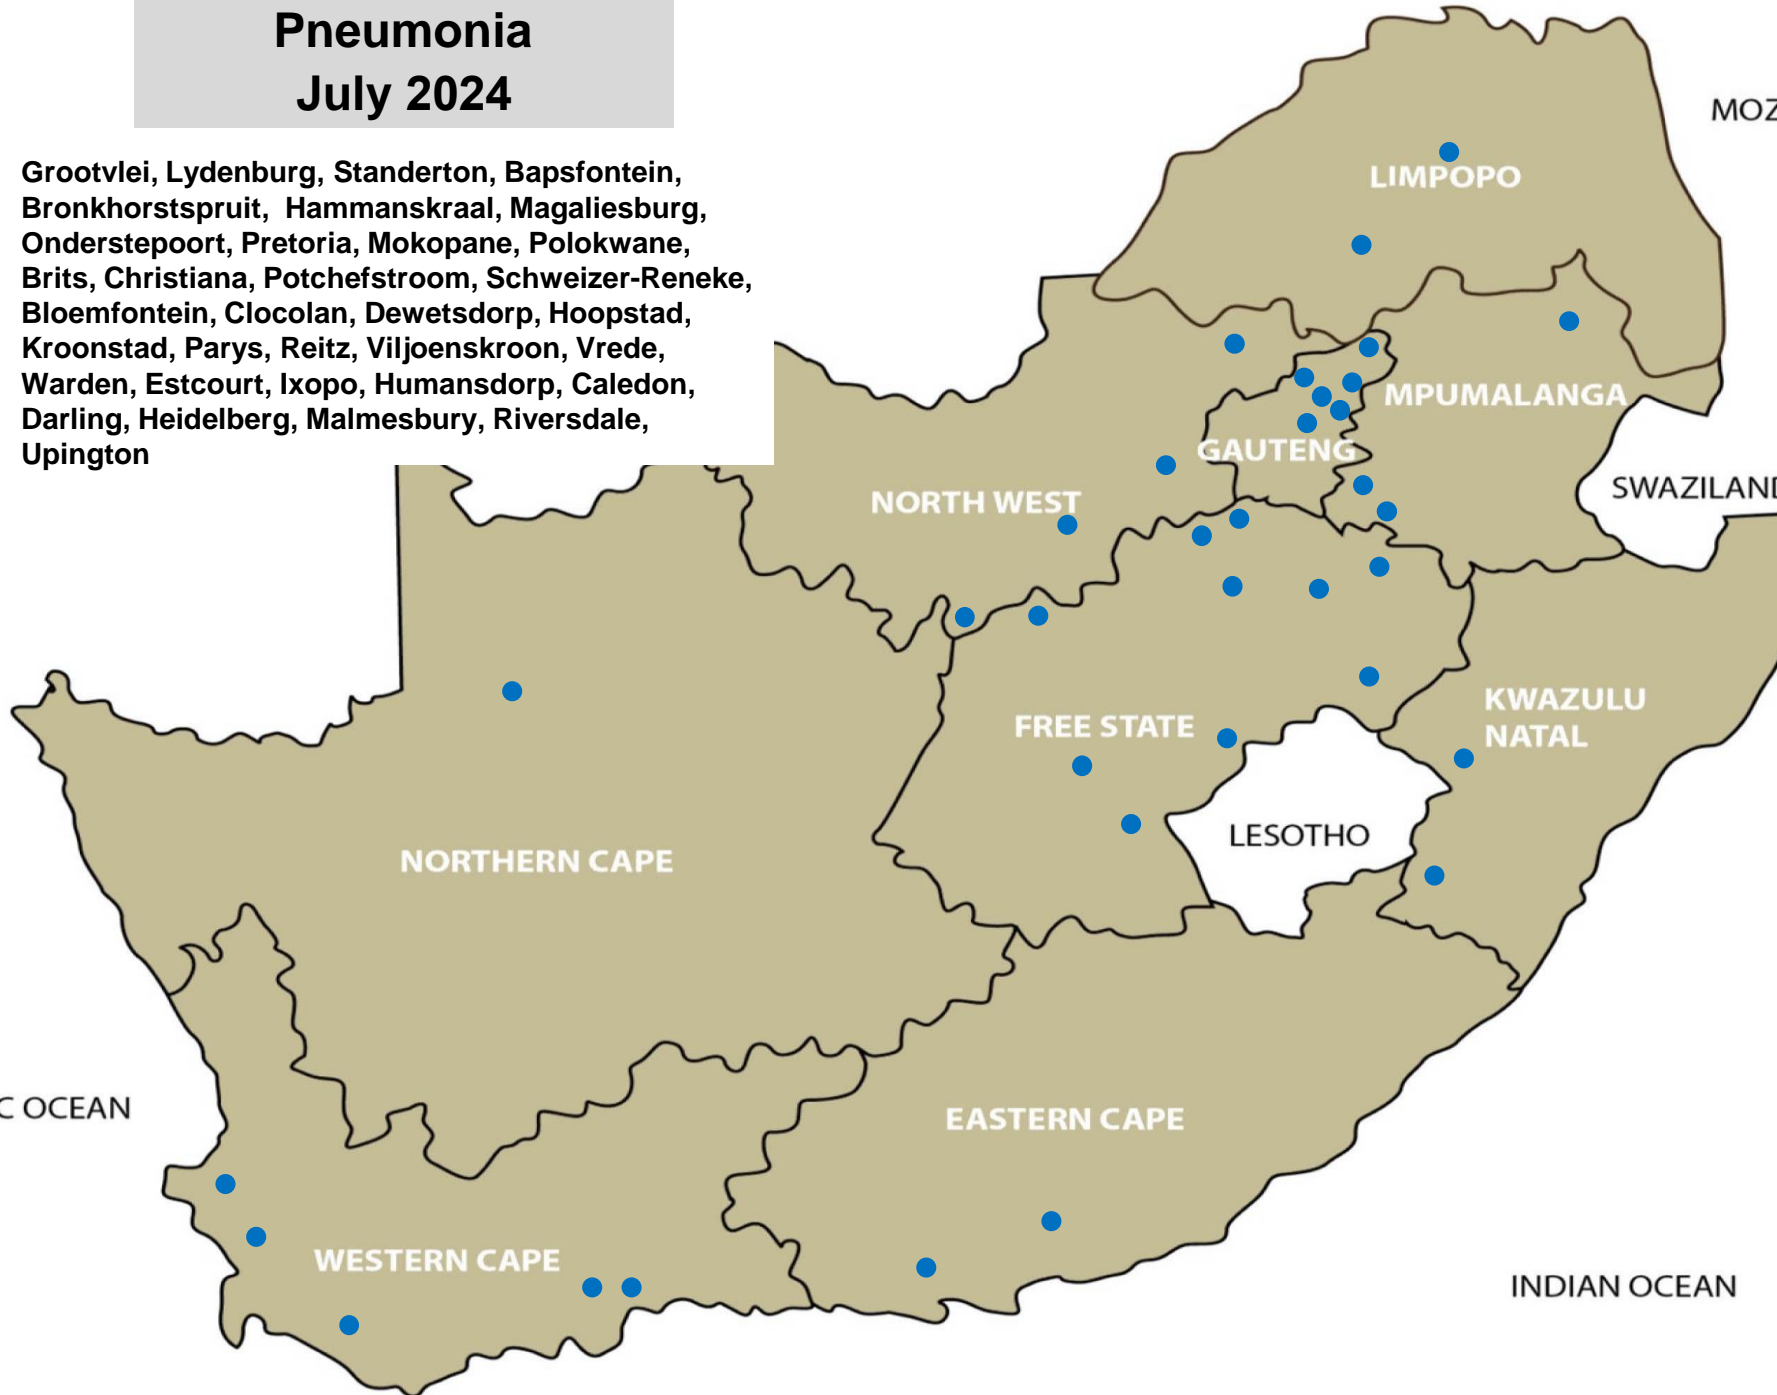 Pneumonia
July 2024
Grootvlei, Lydenburg, Standerton, Bapsfontein,
Bronkhorstspruit, Hammanskraal, Magaliesburg,
Onderstepoort, Pretoria, Mokopane, Polokwane,
Brits, Christiana, Potchefstroom, Schweizer-Reneke,
Bloemfontein, Clocolan, Dewetsdorp, Hoopstad,
Kroonstad, Parys, Reitz, Viljoenskroon, Vrede,
Warden, Estcourt, Ixopo, Humansdorp, Caledon,
Darling, Heidelberg, Malmesbury, Riversdale,
Upington
MOZ
LIMPOPO
MPUMALANGA
GAUTENG
SWAZILAND
NORTH WEST
KWAZULU
NATAL
FREE STATE
LESOTHO
NORTHERN CAPE
C OCEAN
EASTERN CAPE
WESTERN CAPE
INDIAN OCEAN